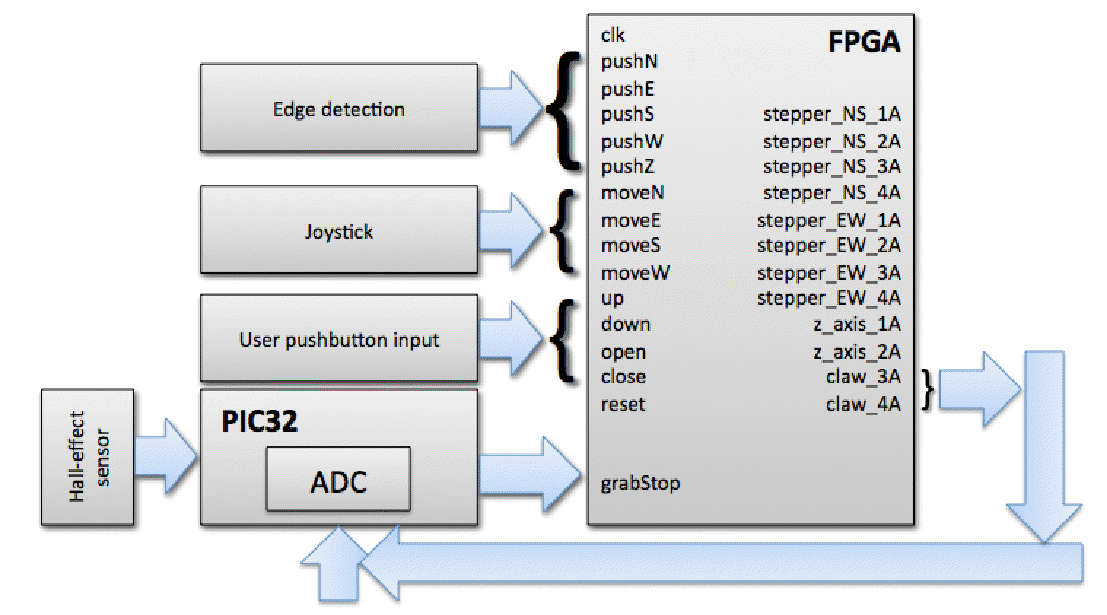 Edge detection
Joystick
User pushbutton input
Hall-effect
sensor
PIC32
ADC
FPGA
clk
pushN
pushE
pushS
pushW
pushZ
moveN
moveE
moveS
moveW
up
down
open
close
reset
grabStop
stepper_NS_1A
stepper_NS_2A
stepper_NS_3A
stepper_NS_4A
stepper_EW_1A
stepper_EW_2A
stepper_EW_3A
stepper_EW_4A
z_axis_1A
z_axis_2A
claw_3A
claw_4A